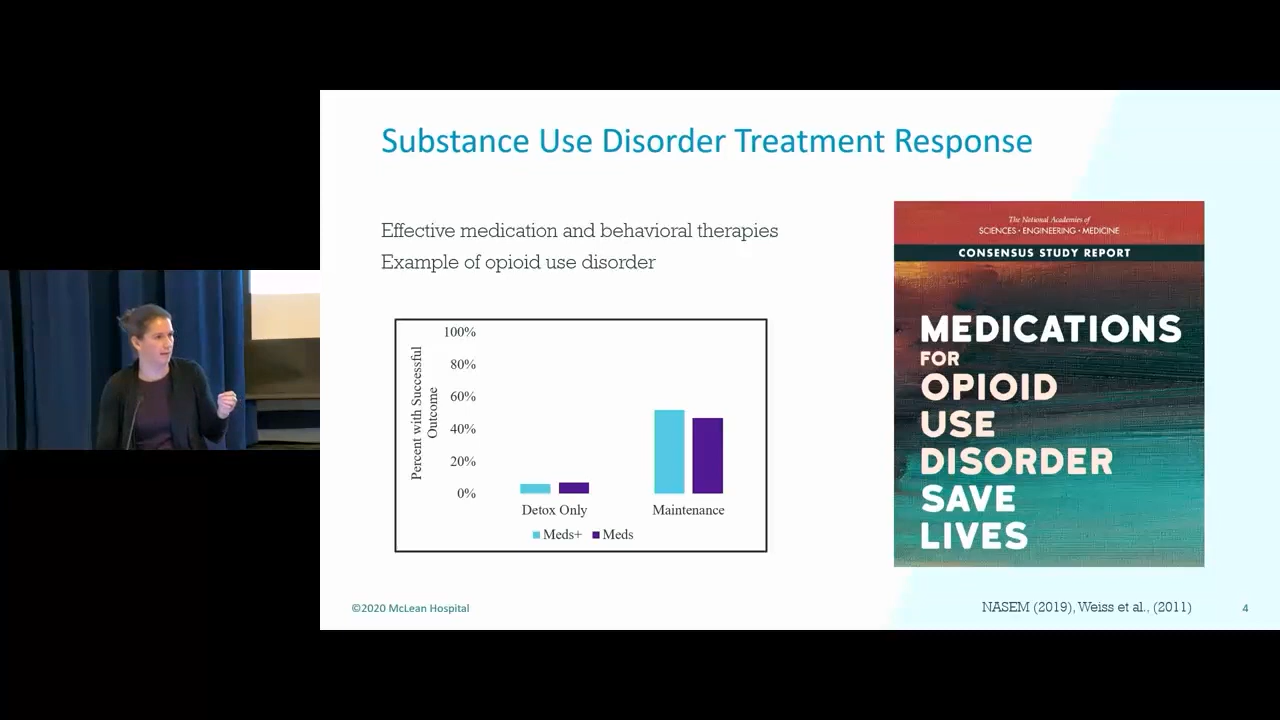 Substance Use Disorder Treatment Response
Effective medication and behavioral therapies
Example of opioid use disorder
Percent with Successful
Outcome
100%
80%
60%
40%
20%
0%
Detox Only
Maintenance
Meds+
Meds
The National Academies of
SCIENCES • ENGINEERING • MEDICINE
CONSENSUS STUDY REPORT
MEDICATIONS
FOR
OPIOID
USE
DISORDER
SAVE
LIVES
©2020 McLean Hospital
NASEM (2019), Weiss et al., (2011)
4